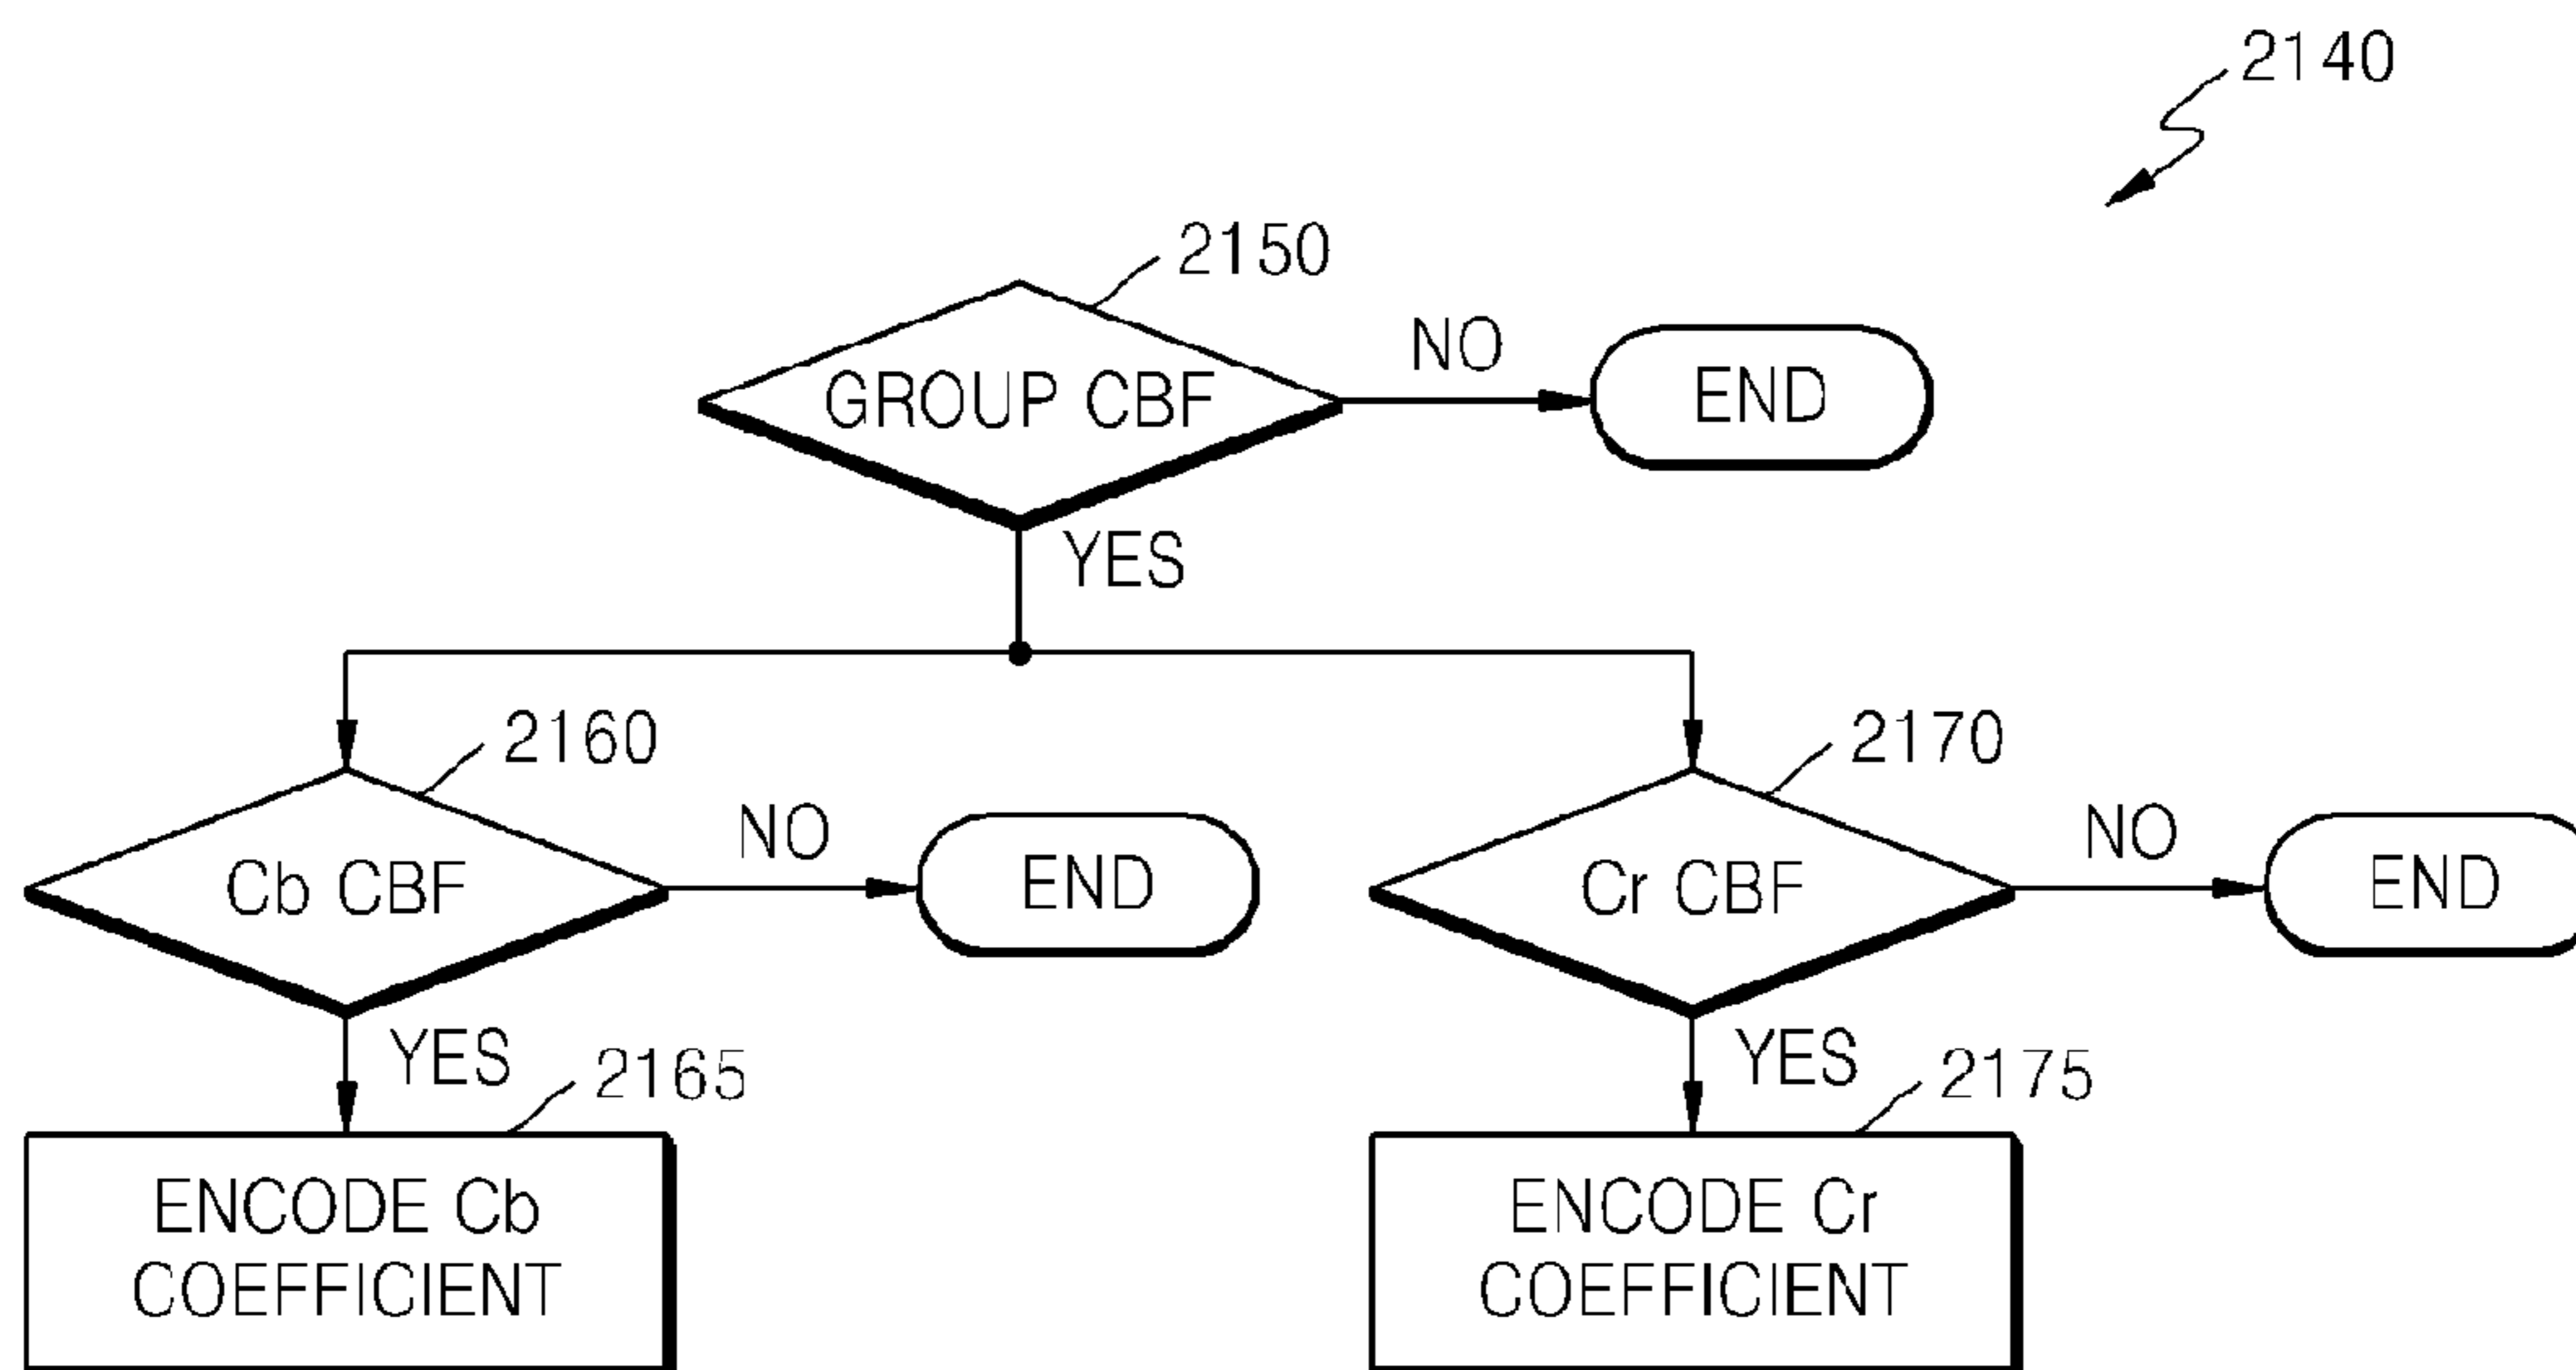 2140
2150
GROUP CBF
NO
END
YES
2160
2170
Cb CBF
NO
END
Cr CBF
NO
END
YES
2165
YES
2175
ENCODE Cb
COEFFICIENT
ENCODE Cr
COEFFICIENT